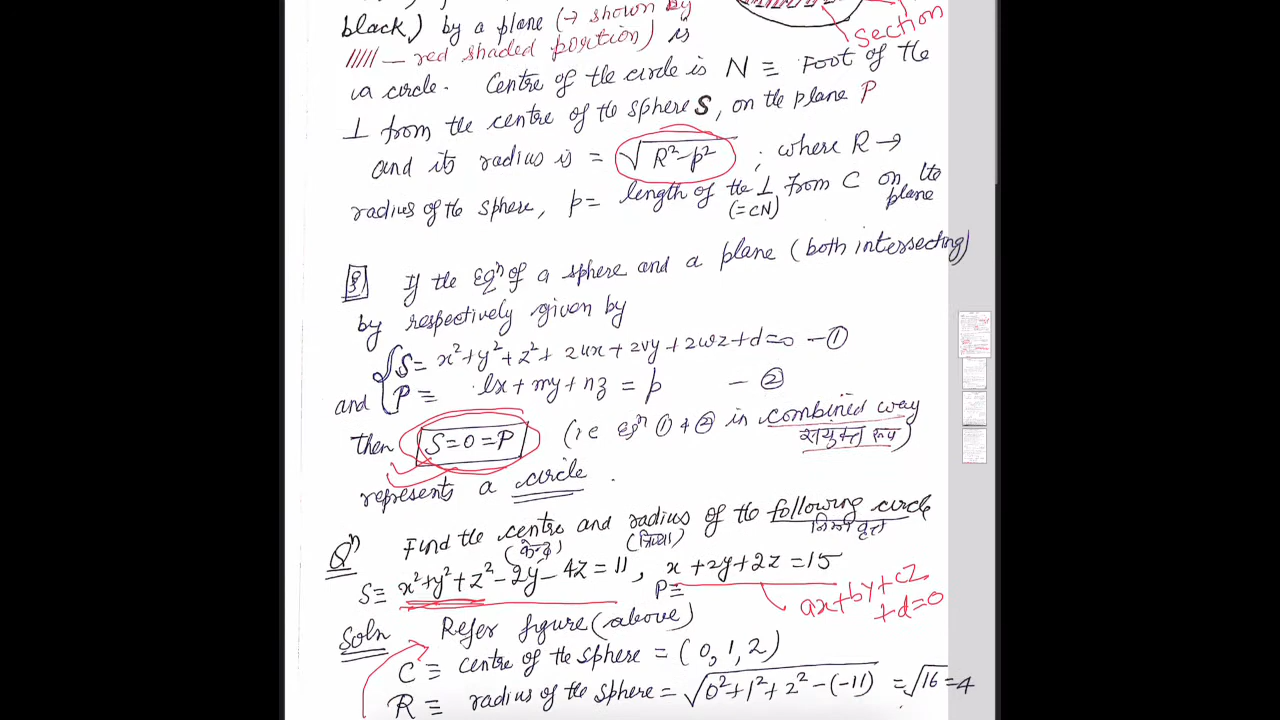 black) by a plane (→ shown by
///// — red shaded portion) is
section
a circle. Centre of the circle is N ≡ Foot of the
⊥ from the centre of the sphere S, on the plane P
and its radius is = √R²-p² ; where R →
radius of the sphere, p = length of the ⊥ from C on the plane
(=CN)
If the Eqⁿ of a sphere and a plane (both intersecting)
by respectively given by
S= x²+y²+z²+ 2ux+2vy+2wz+d=0 —①
and P ≡ lx+my+nz = p —②
then S=0=P (ie eqⁿ ①+② in combined way
संयुक्त रूप)
represents a circle.
Qⁿ Find the centre and radius of the following circle
(केन्द्र) (त्रिज्या) निम्न वृत्त
S≡ x²+y²+z²-2y-4z=11, x+2y+2z=15
P≡
ax+by+cz
+d=0
Soln Refer figure (above)
C ≡ centre of the sphere = (0,1,2)
R ≡ radius of the sphere = √0²+1²+2²-(-11) = √16=4